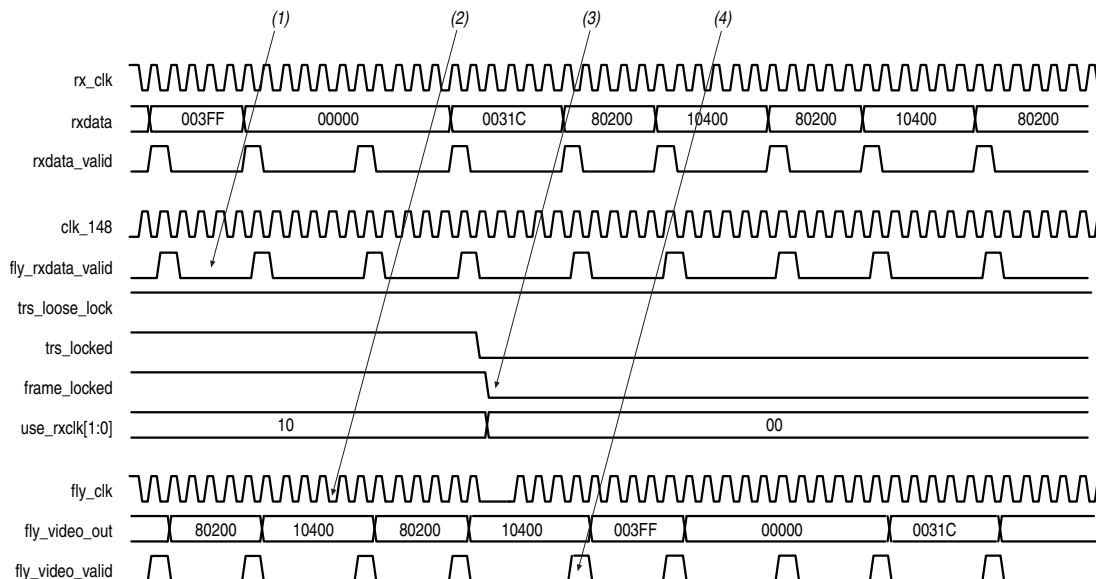 (1) (2) (3) (4)
rx_clk
rxdata 003FF 00000 0031C 80200 10400 80200 10400 80200
rxdata_valid
clk_148
fly_rxdata_valid
trs_loose_lock
trs_locked
frame_locked
use_rxclk[1:0] 10 00
fly_clk
fly_video_out 80200 10400 80200 10400 003FF 00000 0031C
fly_video_valid